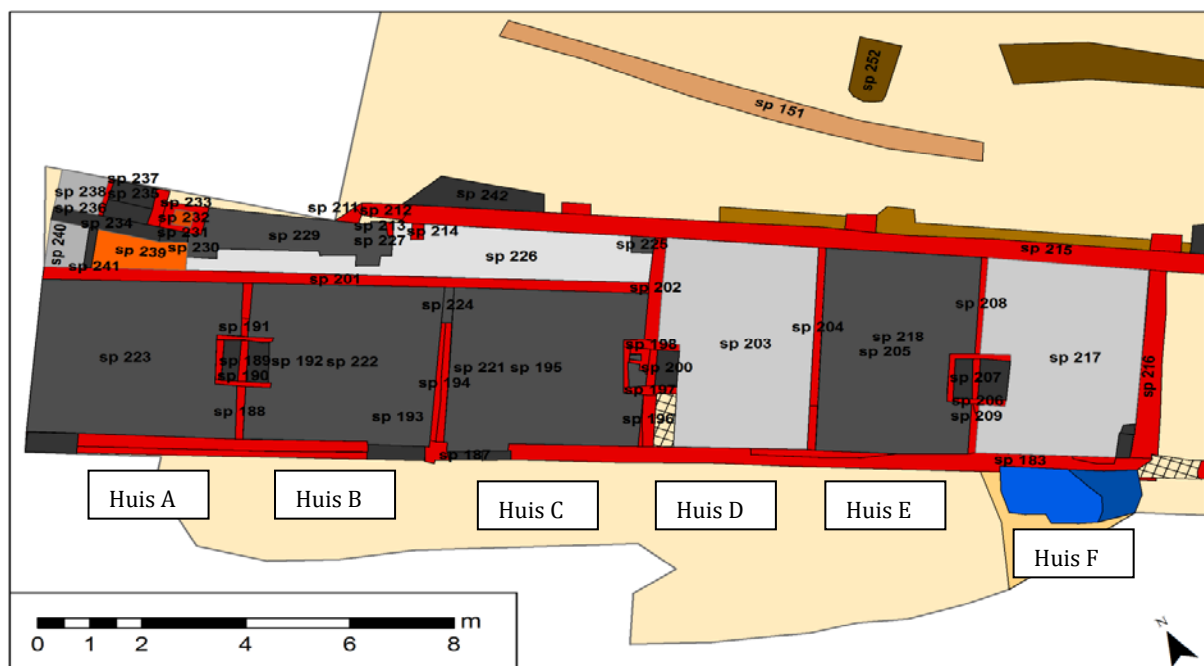 sp 252
sp 151
sp 237
sp 238
sp 235
sp 233
sp 236
sp 232
sp 234
sp 231
sp 240
sp 239
sp 230
sp 241
sp 229
sp 211
sp 212
sp 242
sp 213
sp 227
sp 214
sp 226
sp 225
sp 215
sp 201
sp 202
sp 224
sp 208
sp 191
sp 204
sp 198
sp 203
sp 218
sp 205
sp 217
sp 216
sp 223
sp 189
sp 192
sp 222
sp 190
sp 194
sp 221
sp 195
sp 200
sp 197
sp 207
sp 206
sp 188
sp 193
sp 196
sp 209
sp 187
sp 183
Huis A
Huis B
Huis C
Huis D
Huis E
Huis F
0 1 2 4 6 8 m
N